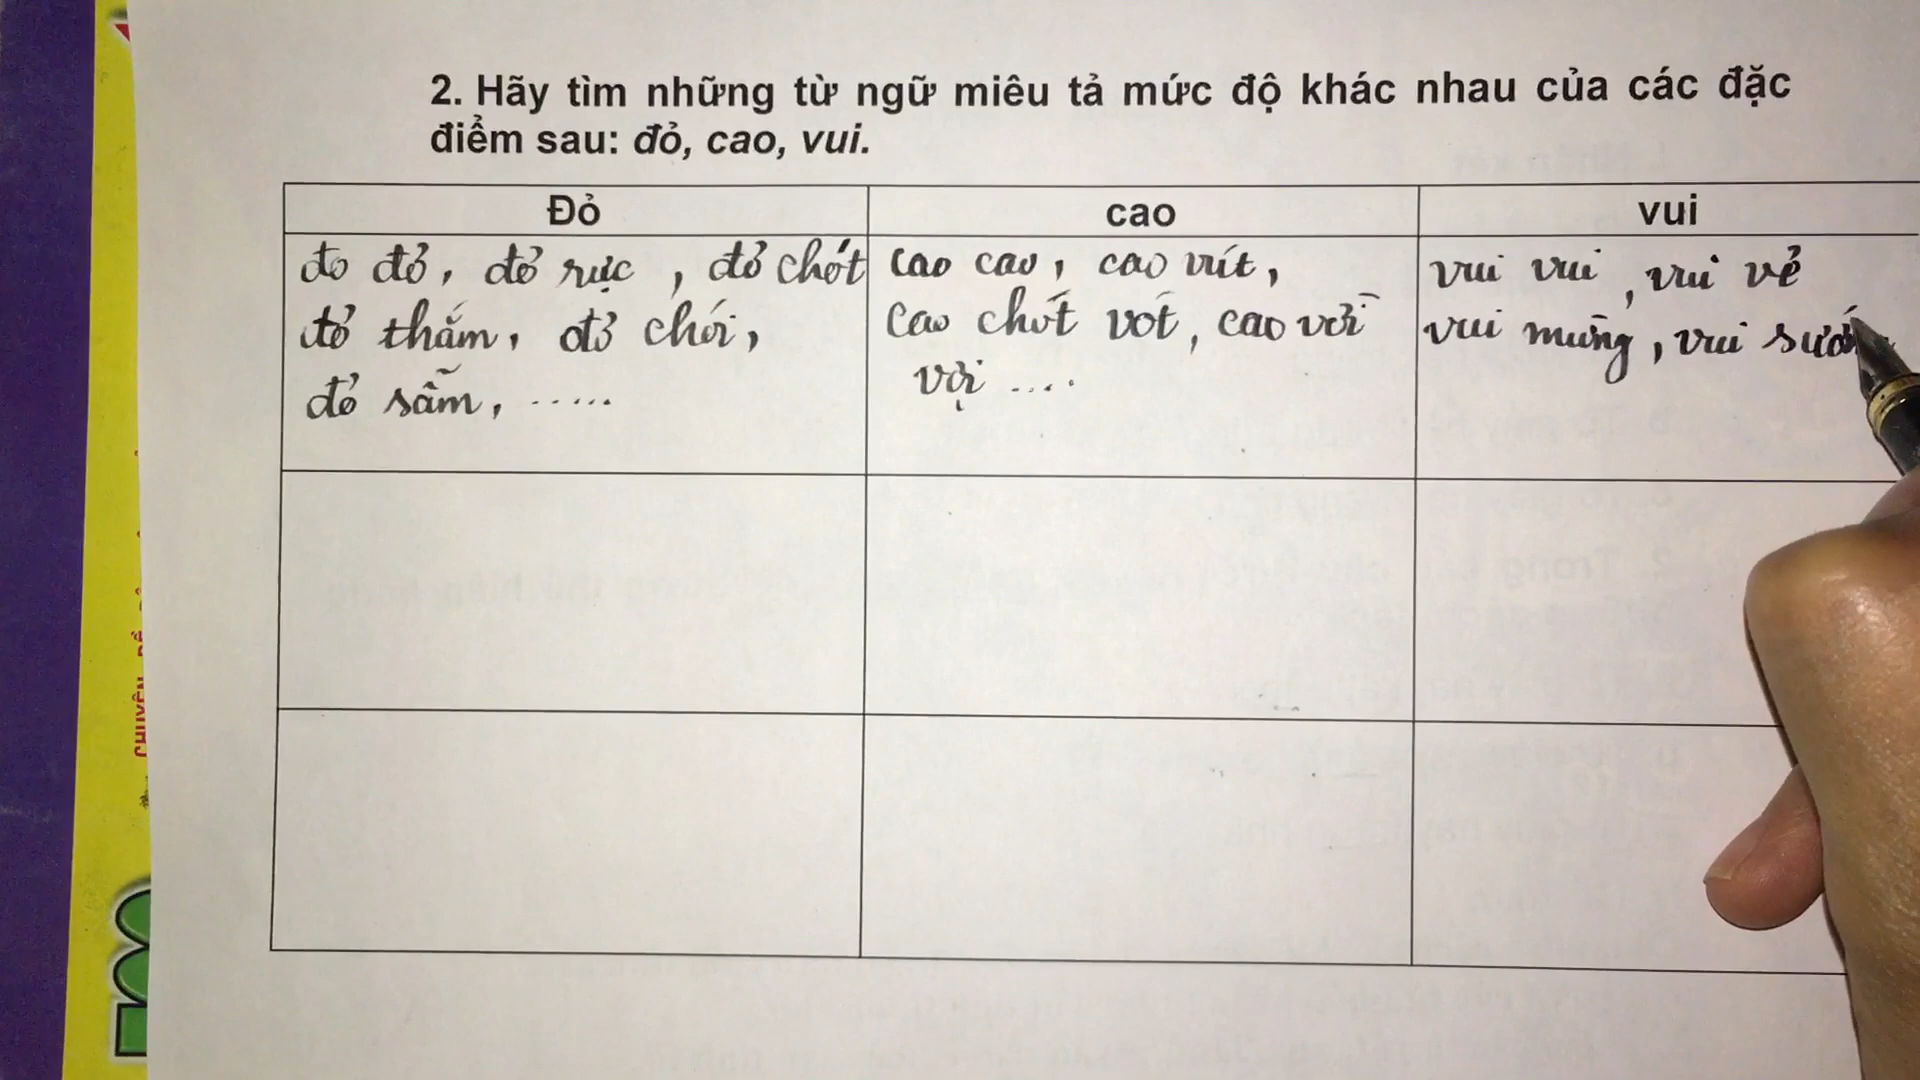 2. Hãy tìm những từ ngữ miêu tả mức độ khác nhau của các đặc
điểm sau: đỏ, cao, vui.
Đỏ
đo đỏ, đỏ rực, đỏ chót
đỏ thắm, đỏ chói,
đỏ sẫm, .....
cao
cao cao, cao vút,
cao chót vót, cao vời
vợi ....
vui
vui vui, vui vẻ
vui mừng, vui
CHUYÊN ĐỀ